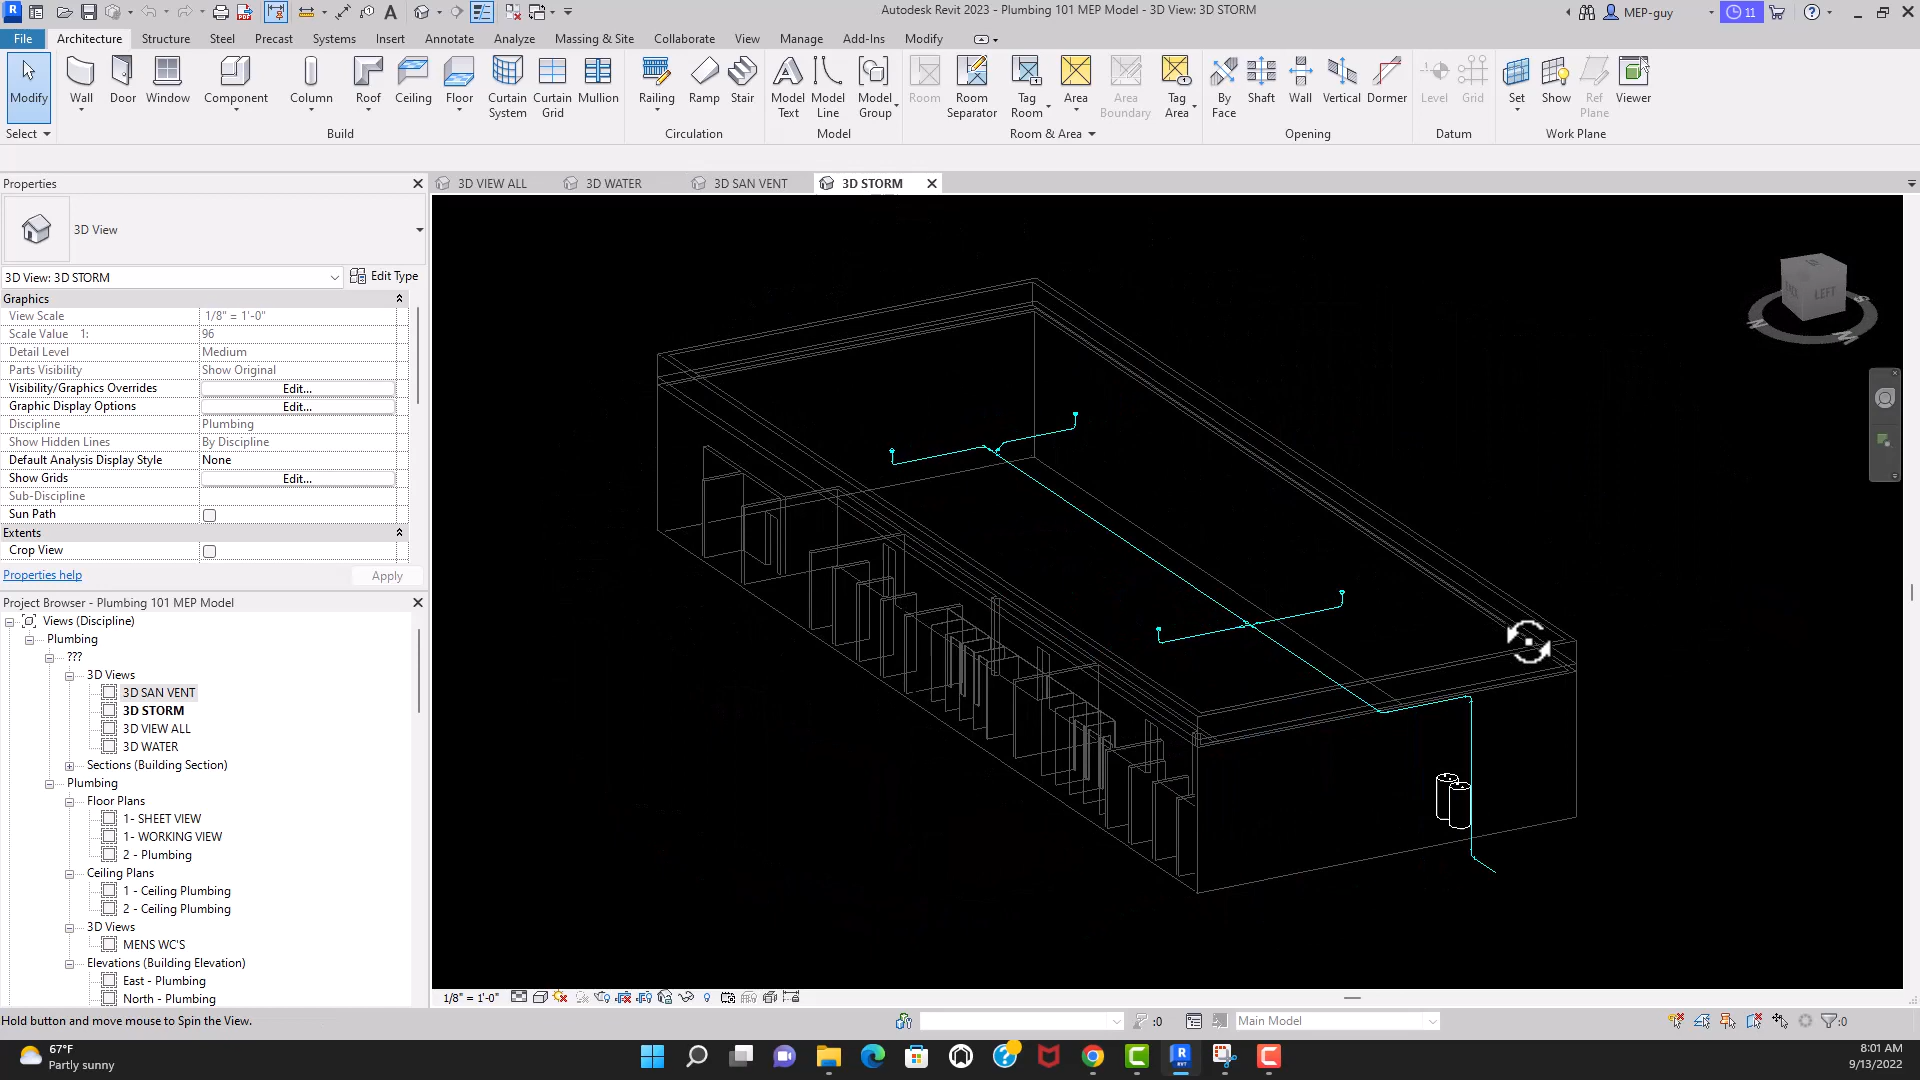 Autodesk Revit 2023 - Plumbing 101 MEP Model - 3D View: 3D STORM
MEP-guy
11
File Architecture Structure Steel Precast Systems Insert Annotate Analyze Massing & Site Collaborate View Manage Add-Ins Modify
Modify Wall Door Window Component Column Roof Ceiling Floor Curtain System Curtain Grid Mullion Railing Ramp Stair Model Text Model Line Model Group Room Room Separator Tag Room Area Area Boundary Tag Area By Face Shaft Wall Vertical Dormer Level Grid Set Show Ref Plane Viewer
Select Build Circulation Model Room & Area Opening Datum Work Plane
Properties
3D VIEW ALL 3D WATER 3D SAN VENT 3D STORM
3D View
3D View: 3D STORM Edit Type
Graphics
View Scale 1/8" = 1'-0"
Scale Value 1: 96
Detail Level Medium
Parts Visibility Show Original
Visibility/Graphics Overrides Edit...
Graphic Display Options Edit...
Discipline Plumbing
Show Hidden Lines By Discipline
Default Analysis Display Style None
Show Grids Edit...
Sub-Discipline
Sun Path
Extents
Crop View
Properties help Apply
Project Browser - Plumbing 101 MEP Model
Views (Discipline)
Plumbing
???
3D Views
3D SAN VENT
3D STORM
3D VIEW ALL
3D WATER
Sections (Building Section)
Plumbing
Floor Plans
1- SHEET VIEW
1- WORKING VIEW
2 - Plumbing
Ceiling Plans
1 - Ceiling Plumbing
2 - Ceiling Plumbing
3D Views
MENS WC'S
Elevations (Building Elevation)
East - Plumbing
North - Plumbing
LEFT
S
N
1/8" = 1'-0"
Hold button and move mouse to Spin the View.
:0
Main Model
:0
67°F
Partly sunny
8:01 AM
9/13/2022